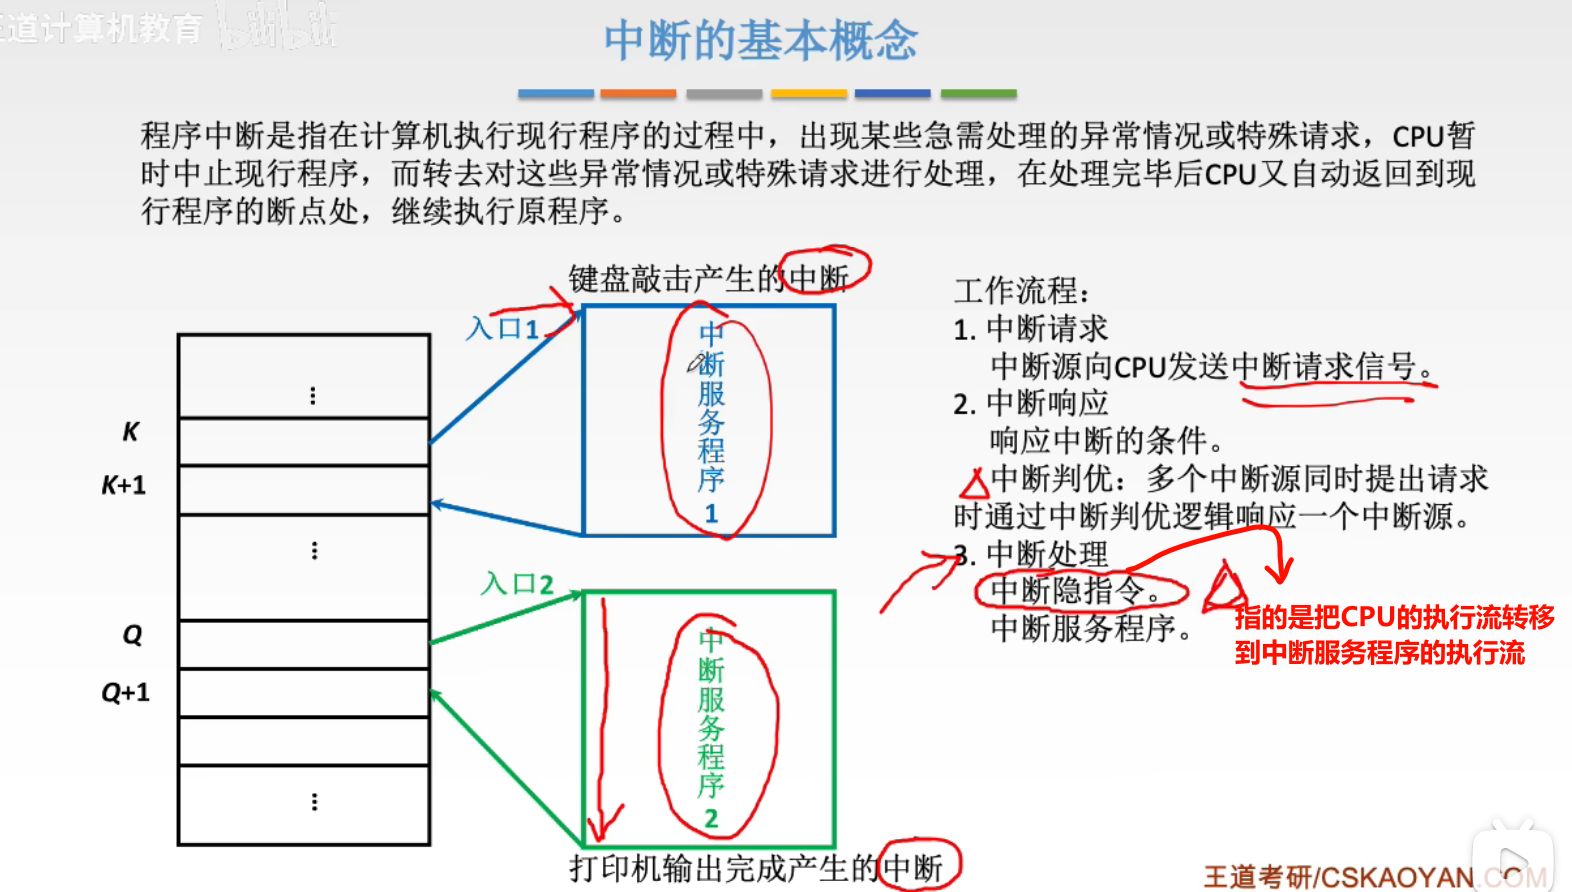 王道计算机教育 bilibili
中断的基本概念
程序中断是指在计算机执行现行程序的过程中，出现某些急需处理的异常情况或特殊请求，CPU暂
时中止现行程序，而转去对这些异常情况或特殊请求进行处理，在处理完毕后CPU又自动返回到现
行程序的断点处，继续执行原程序。
键盘敲击产生的中断
入口1
中断服务程序1
K
K+1
⋮
⋮
入口2
中断服务程序2
Q
Q+1
⋮
打印机输出完成产生的中断
工作流程：
1. 中断请求
中断源向CPU发送中断请求信号。
2. 中断响应
响应中断的条件。
中断判优：多个中断源同时提出请求
时通过中断判优逻辑响应一个中断源。
3. 中断处理
中断隐指令。
中断服务程序。
指的是把CPU的执行流转移
到中断服务程序的执行流
王道考研/CSKAOYAN.COM